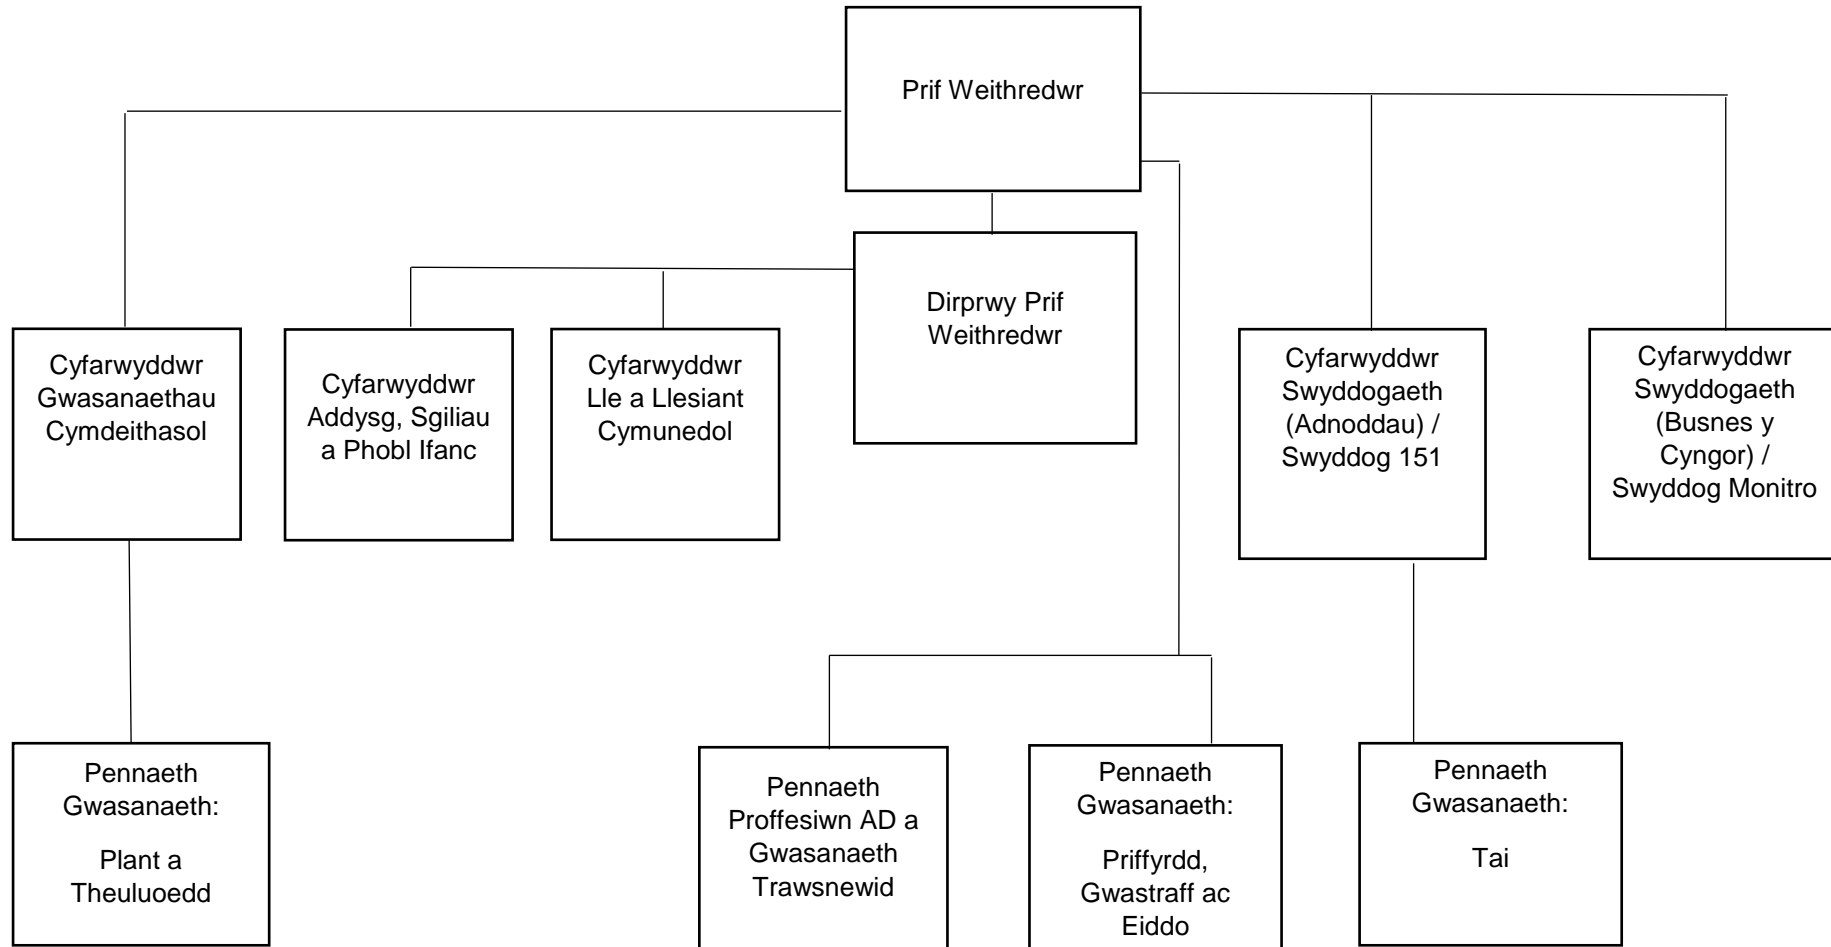 Prif Weithredwr
Dirprwy Prif
Weithredwr
Cyfarwyddwr
Gwasanaethau
Cymdeithasol
Cyfarwyddwr
Addysg, Sgiliau
a Phobl Ifanc
Cyfarwyddwr
Lle a Llesiant
Cymunedol
Cyfarwyddwr
Swyddogaeth
(Adnoddau) /
Swyddog 151
Cyfarwyddwr
Swyddogaeth
(Busnes y
Cyngor) /
Swyddog Monitro
Pennaeth
Gwasanaeth:
Plant a
Theuluoedd
Pennaeth
Proffesiwn AD a
Gwasanaeth
Trawsnewid
Pennaeth
Gwasanaeth:
Priffyrdd,
Gwastraff ac
Eiddo
Pennaeth
Gwasanaeth:
Tai